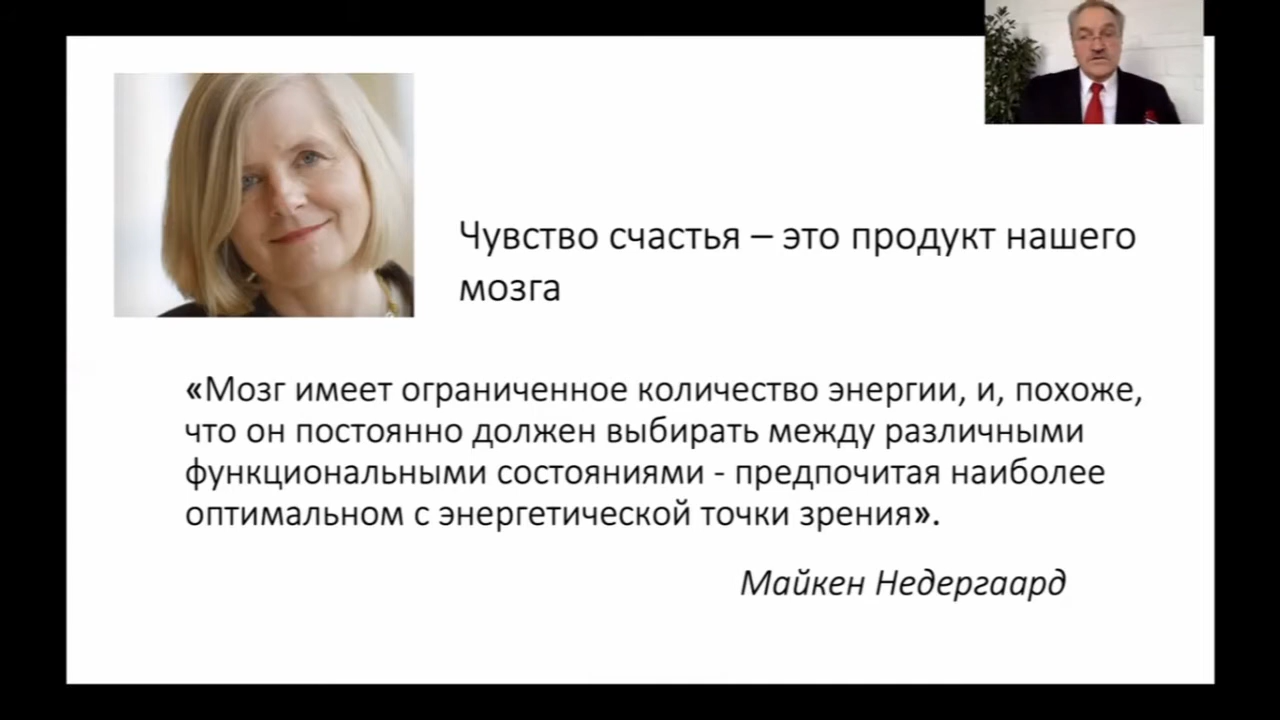 Чувство счастья – это продукт нашего
мозга
«Мозг имеет ограниченное количество энергии, и, похоже,
что он постоянно должен выбирать между различными
функциональными состояниями - предпочитая наиболее
оптимальном с энергетической точки зрения».
Майкен Недергаард